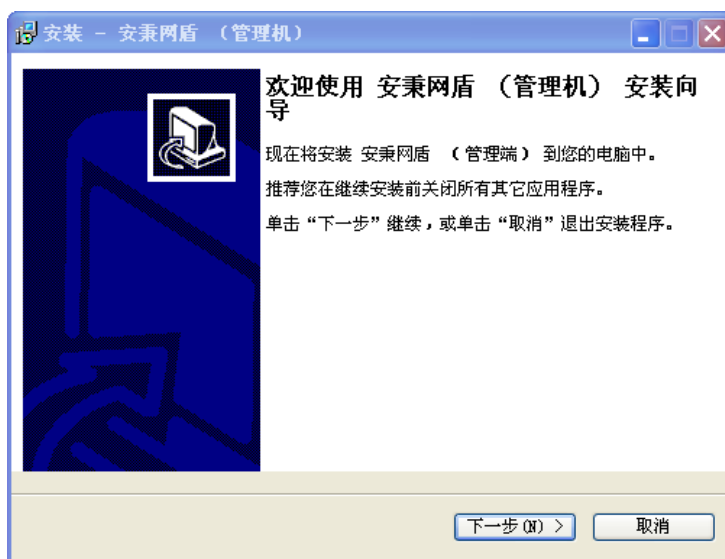 安装 - 安秉网盾 （管理机）
欢迎使用 安秉网盾 （管理机） 安装向
导
现在将安装 安秉网盾 （管理端） 到您的电脑中。
推荐您在继续安装前关闭所有其它应用程序。
单击“下一步”继续，或单击“取消”退出安装程序。
下一步(N) >
取消